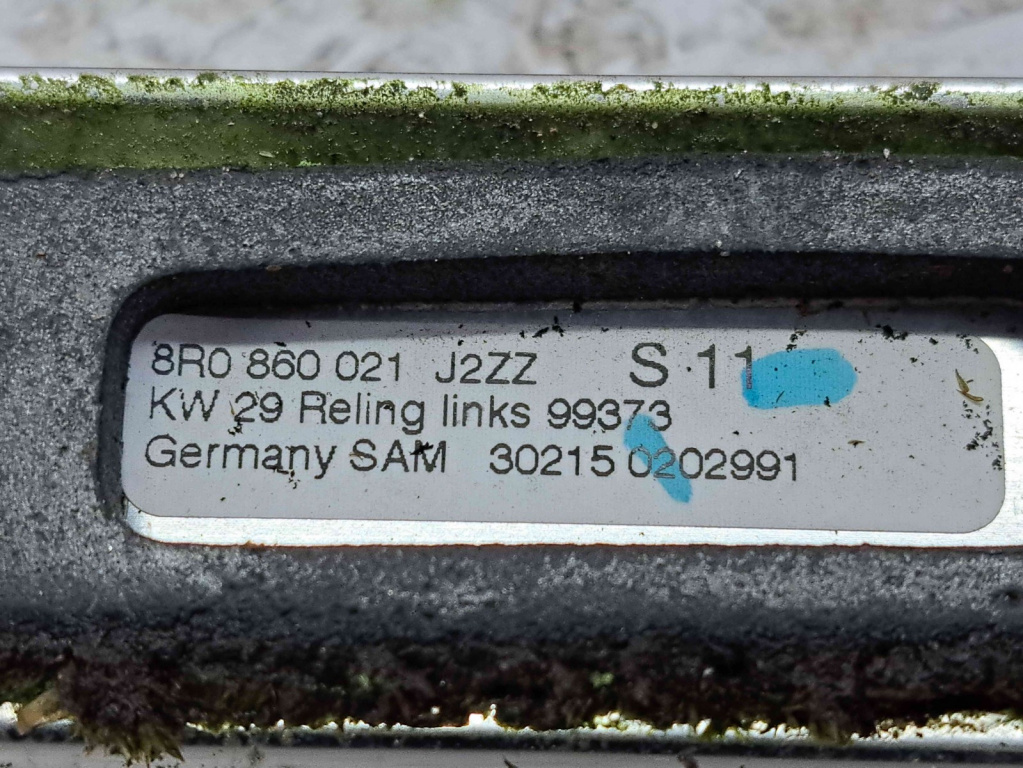 8R0 860 021 J2ZZ S 11
KW 29 Reling links 99373
Germany SAM 30215 0202991